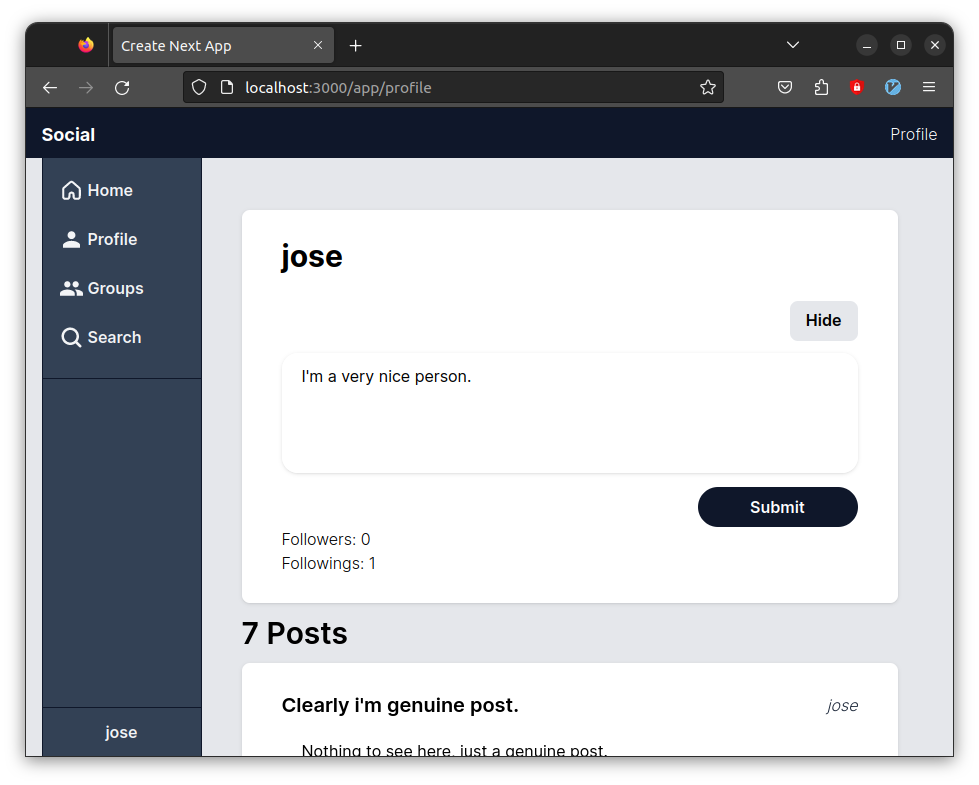 Create Next App
localhost:3000/app/profile
Social
Profile
Home
Profile
Groups
Search
jose
jose
Hide
I'm a very nice person.
Submit
Followers: 0
Followings: 1
7 Posts
Clearly i'm genuine post.
jose
Nothing to see here, just a genuine post.